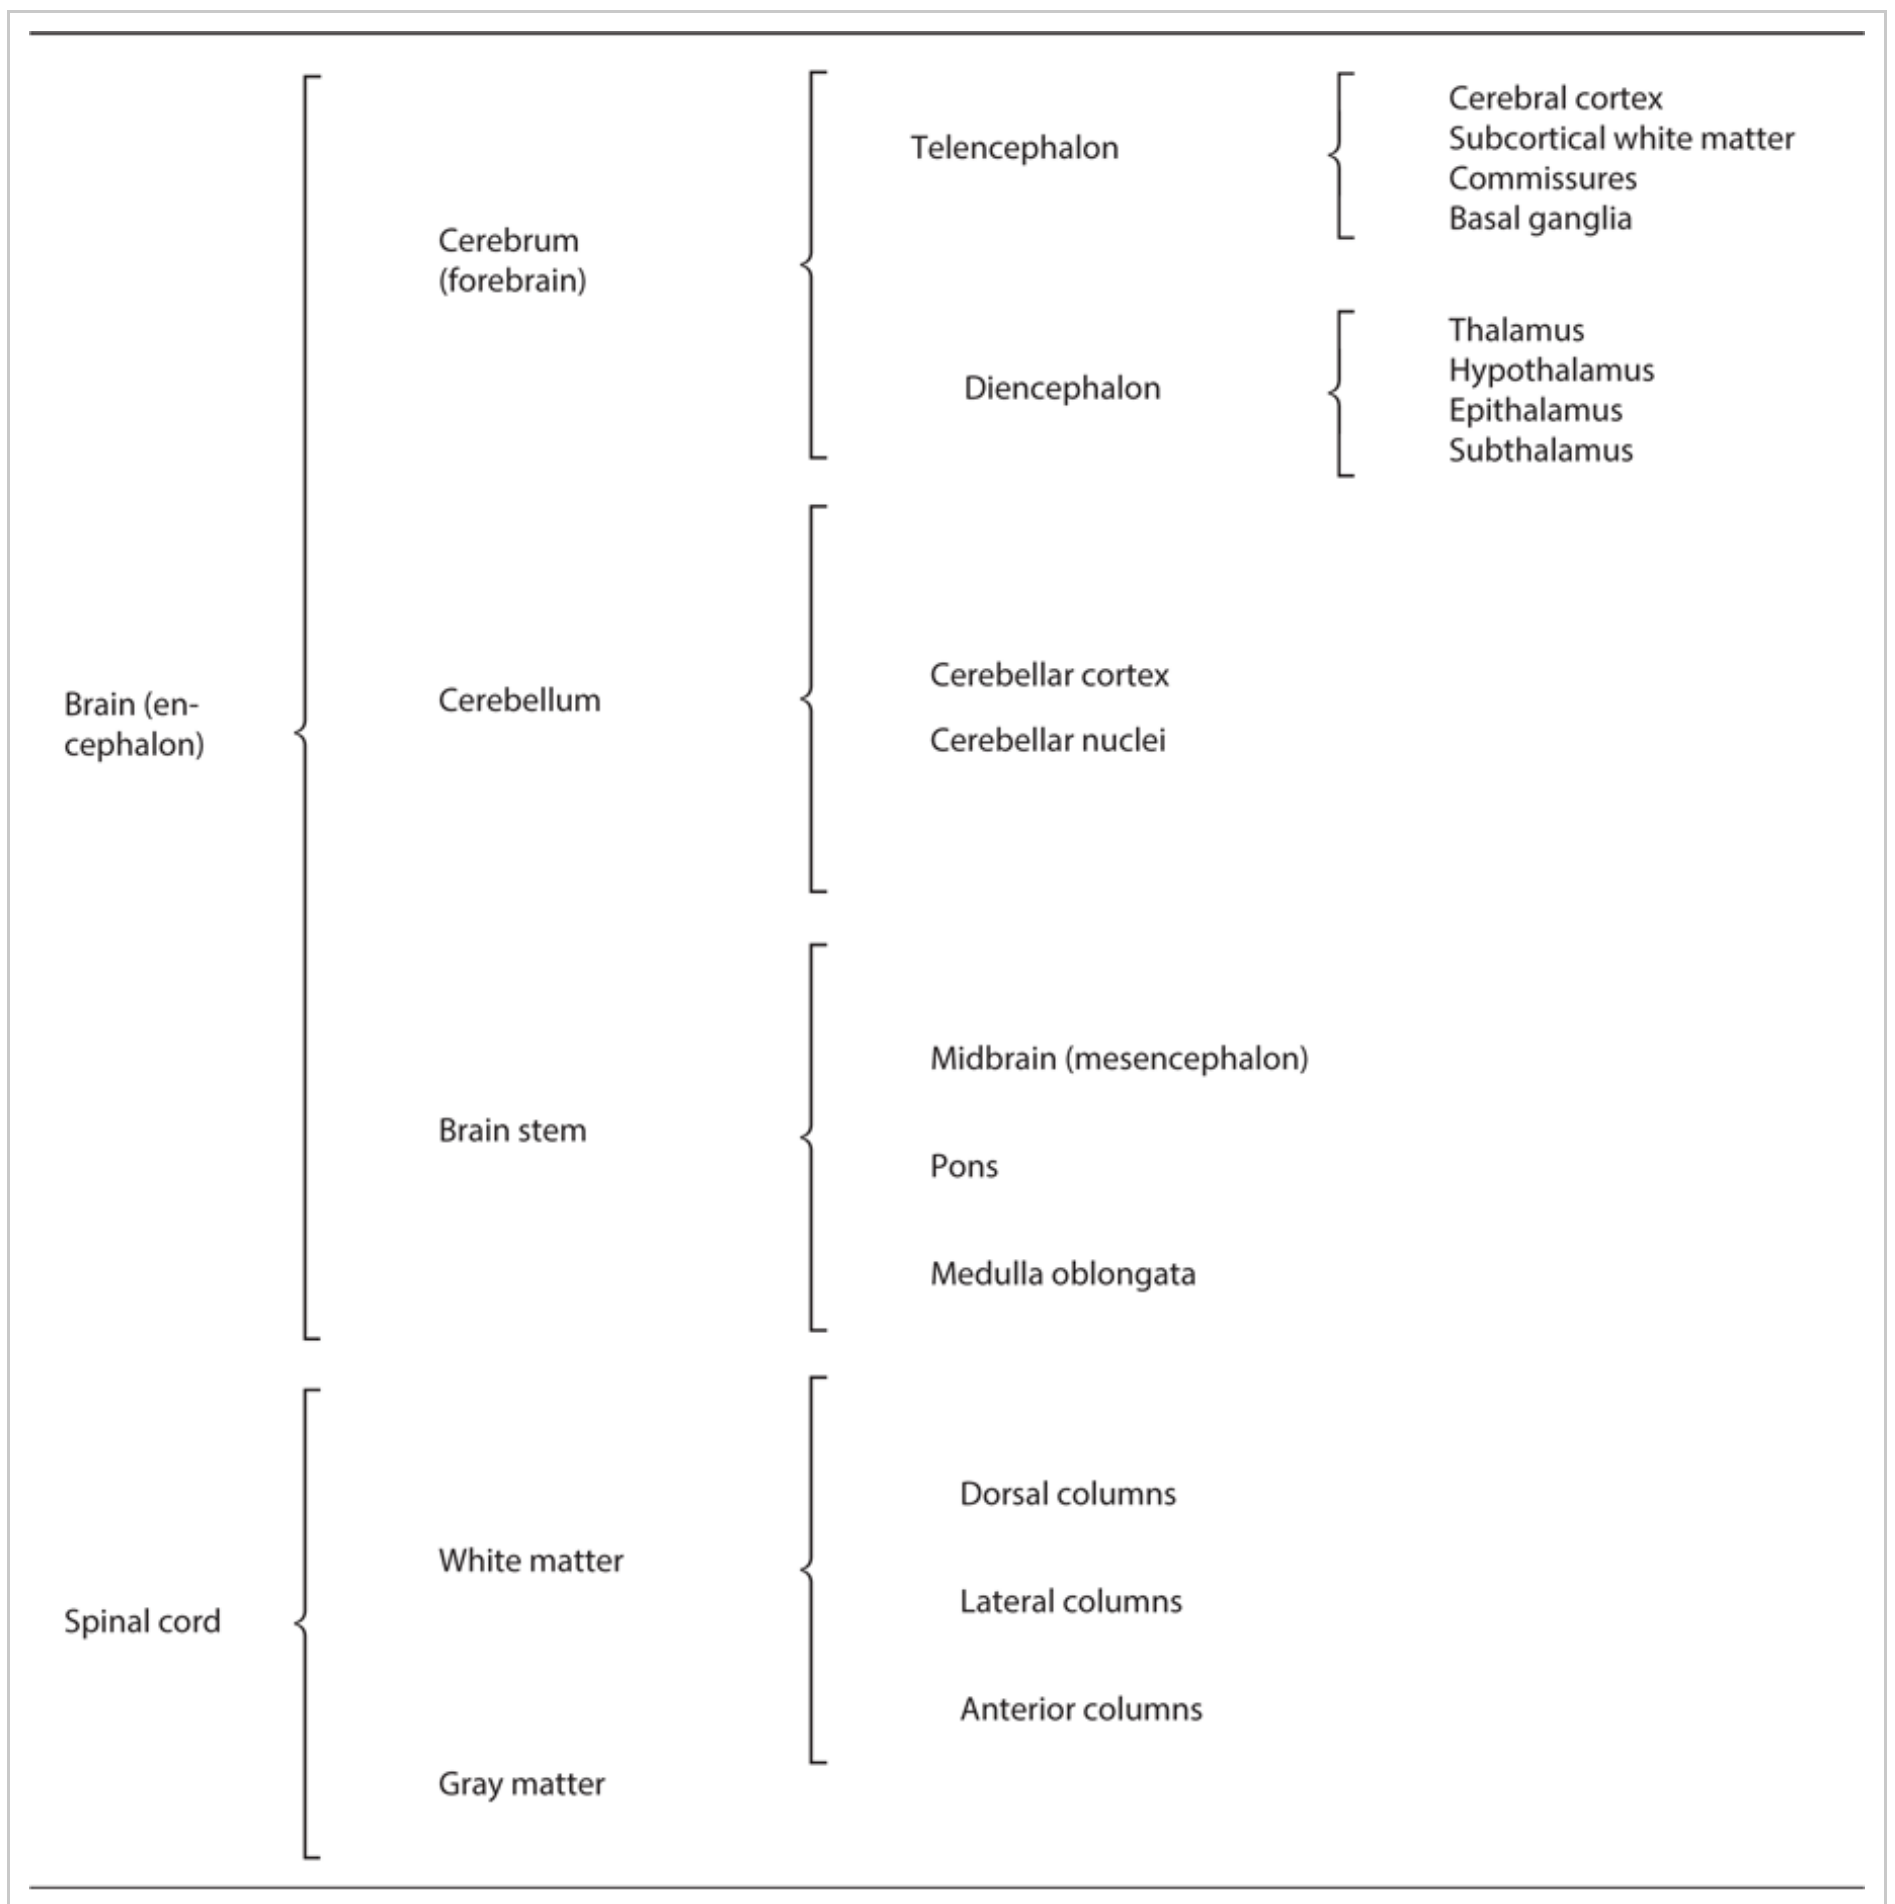 Brain (en-
cephalon)
Cerebrum
(forebrain)
Telencephalon
Cerebral cortex
Subcortical white matter
Commissures
Basal ganglia
Diencephalon
Thalamus
Hypothalamus
Epithalamus
Subthalamus
Cerebellum
Cerebellar cortex
Cerebellar nuclei
Brain stem
Midbrain (mesencephalon)
Pons
Medulla oblongata
Spinal cord
White matter
Dorsal columns
Lateral columns
Anterior columns
Gray matter